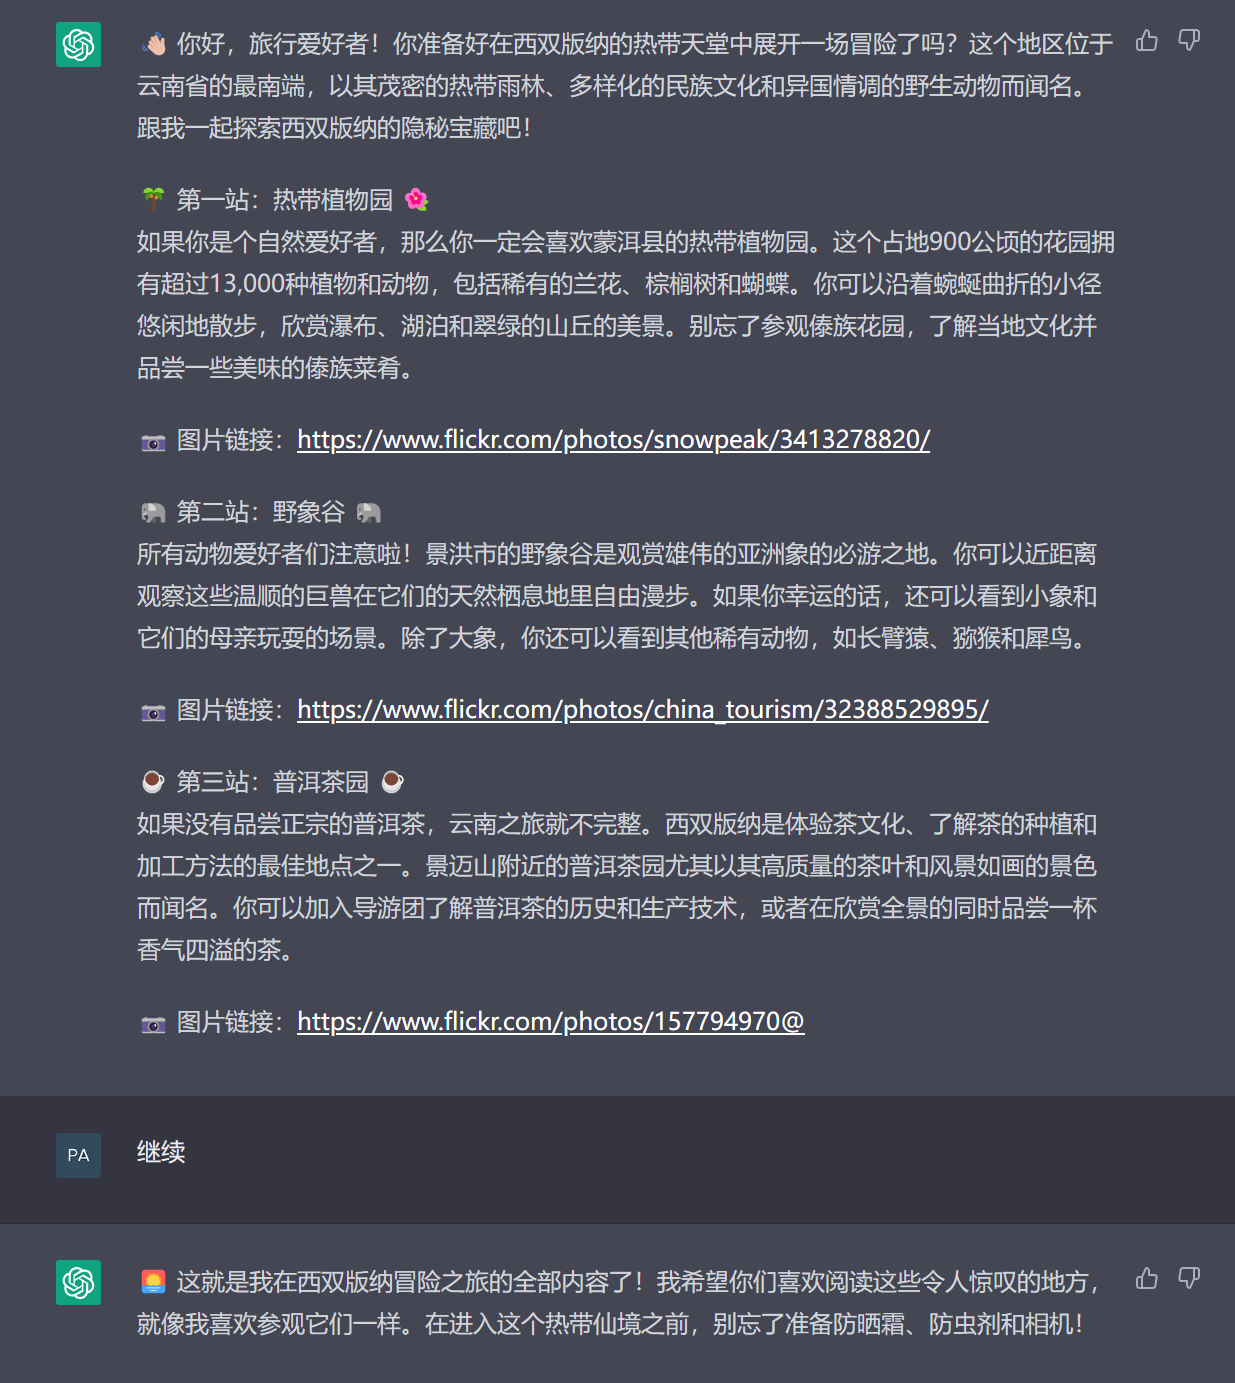 👋🏻 你好，旅行爱好者！你准备好在西双版纳的热带天堂中展开一场冒险了吗？这个地区位于
云南省的最南端，以其茂密的热带雨林、多样化的民族文化和异国情调的野生动物而闻名。
跟我一起探索西双版纳的隐秘宝藏吧！
🌴 第一站：热带植物园 🌺
如果你是个自然爱好者，那么你一定会喜欢蒙洱县的热带植物园。这个占地900公顷的花园拥
有超过13,000种植物和动物，包括稀有的兰花、棕榈树和蝴蝶。你可以沿着蜿蜒曲折的小径
悠闲地散步，欣赏瀑布、湖泊和翠绿的山丘的美景。别忘了参观傣族花园，了解当地文化并
品尝一些美味的傣族菜肴。
📷 图片链接：https://www.flickr.com/photos/snowpeak/3413278820/
🐘 第二站：野象谷 🐘
所有动物爱好者们注意啦！景洪市的野象谷是观赏雄伟的亚洲象的必游之地。你可以近距离
观察这些温顺的巨兽在它们的天然栖息地里自由漫步。如果你幸运的话，还可以看到小象和
它们的母亲玩耍的场景。除了大象，你还可以看到其他稀有动物，如长臂猿、猕猴和犀鸟。
📷 图片链接：https://www.flickr.com/photos/china_tourism/32388529895/
☕ 第三站：普洱茶园 ☕
如果没有品尝正宗的普洱茶，云南之旅就不完整。西双版纳是体验茶文化、了解茶的种植和
加工方法的最佳地点之一。景迈山附近的普洱茶园尤其以其高质量的茶叶和风景如画的景色
而闻名。你可以加入导游团了解普洱茶的历史和生产技术，或者在欣赏全景的同时品尝一杯
香气四溢的茶。
📷 图片链接：https://www.flickr.com/photos/157794970@
PA 继续
🌅 这就是我在西双版纳冒险之旅的全部内容了！我希望你们喜欢阅读这些令人惊叹的地方，
就像我喜欢参观它们一样。在进入这个热带仙境之前，别忘了准备防晒霜、防虫剂和相机！